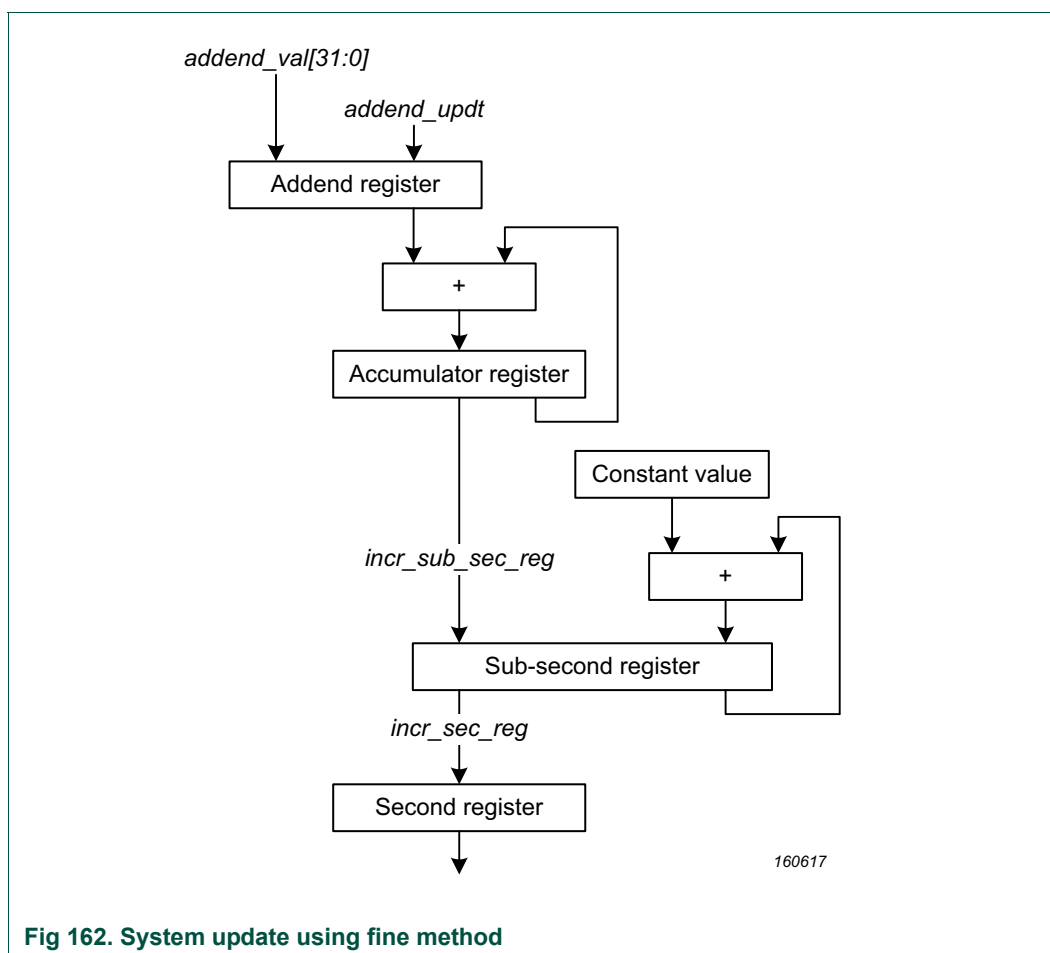 addend_val[31:0]
addend_updt
Addend register
+
Accumulator register
Constant value
incr_sub_sec_reg
+
Sub-second register
incr_sec_reg
Second register
160617
Fig 162. System update using fine method